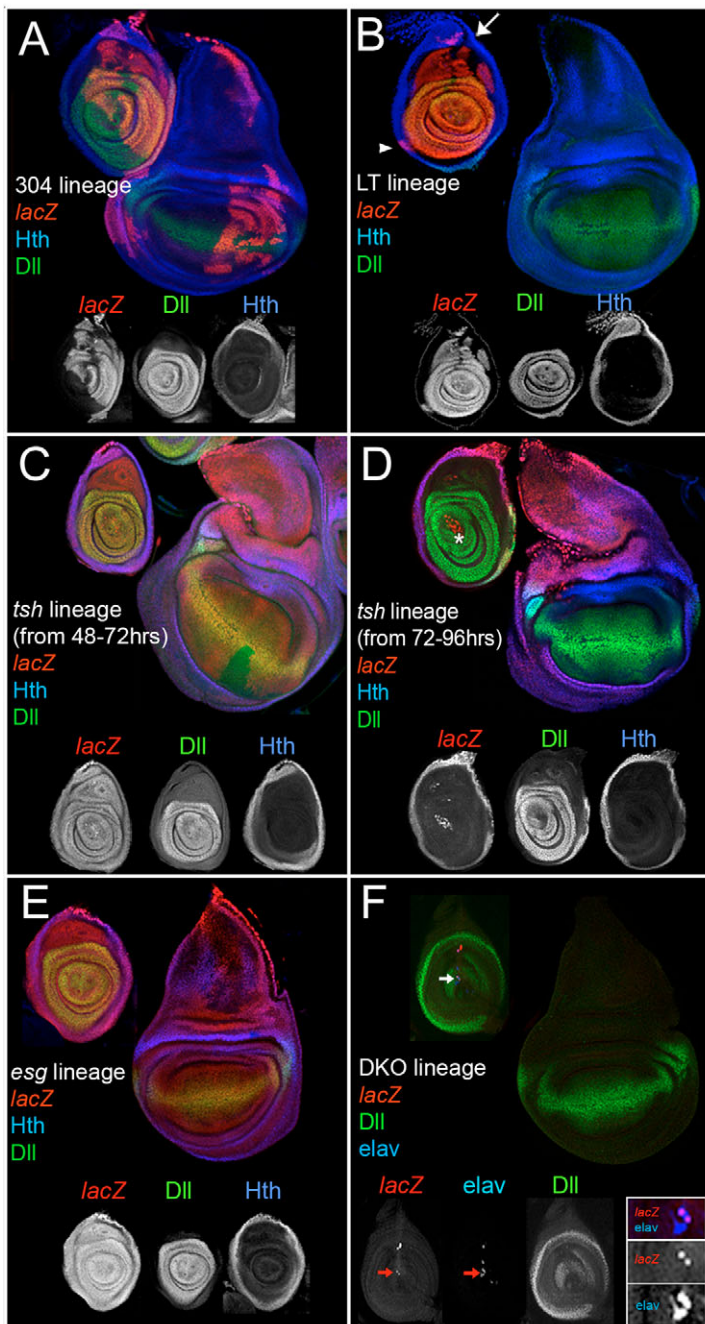 A
304 lineage
lacZ
Hth
Dll
lacZ Dll Hth
B
LT lineage
lacZ
Hth
Dll
lacZ Dll Hth
C
tsh lineage
(from 48-72hrs)
lacZ
Hth
Dll
lacZ Dll Hth
D
*
tsh lineage
(from 72-96hrs)
lacZ
Hth
Dll
lacZ Dll Hth
E
esg lineage
lacZ
Hth
Dll
lacZ Dll Hth
F
DKO lineage
lacZ
Dll
elav
lacZ elav Dll
lacZ
elav
lacZ
elav